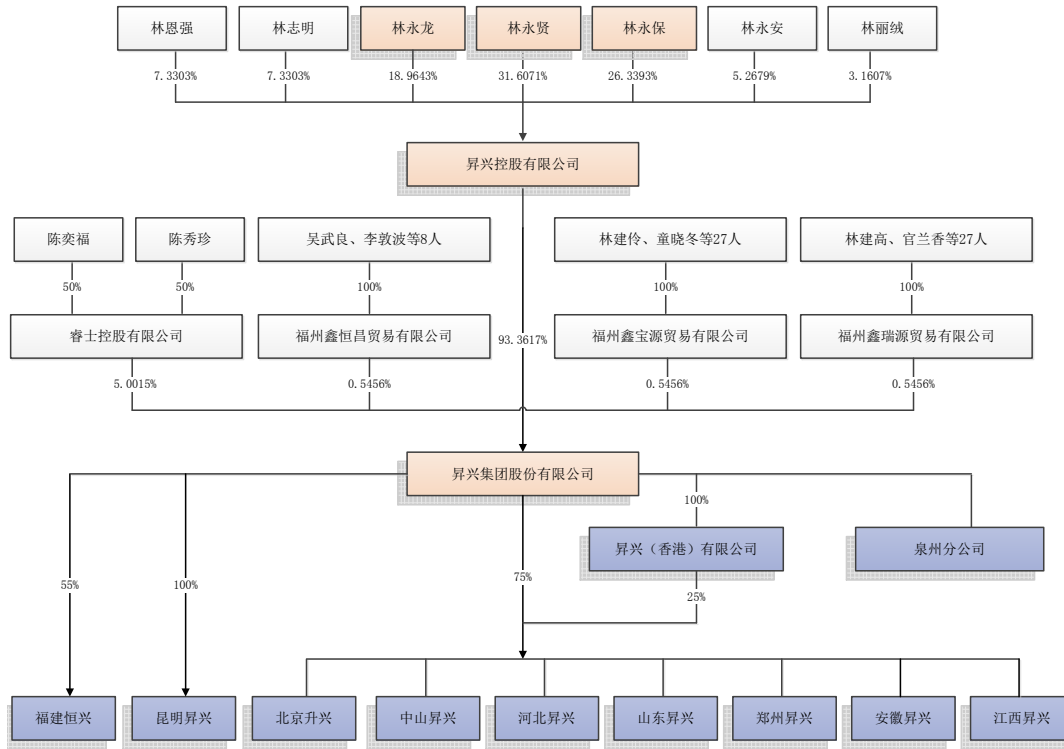 林恩强
林志明
林永龙
林永贤
林永保
林永安
林丽绒
7.3303%
7.3303%
18.9643%
31.6071%
26.3393%
5.2679%
3.1607%
昇兴控股有限公司
陈奕福
陈秀珍
吴武良、李敦波等8人
林建伶、童晓冬等27人
林建高、官兰香等27人
50%
50%
100%
100%
100%
睿士控股有限公司
福州鑫恒昌贸易有限公司
93.3617%
福州鑫宝源贸易有限公司
福州鑫瑞源贸易有限公司
5.0015%
0.5456%
0.5456%
0.5456%
昇兴集团股份有限公司
100%
昇兴（香港）有限公司
泉州分公司
55%
100%
75%
25%
福建恒兴
昆明昇兴
北京升兴
中山昇兴
河北昇兴
山东昇兴
郑州昇兴
安徽昇兴
江西昇兴